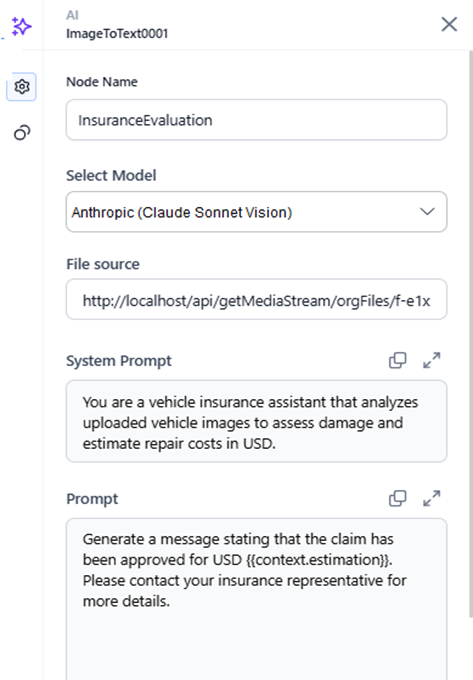 AI
ImageToText0001
Node Name
InsuranceEvaluation
Select Model
Anthropic (Claude Sonnet Vision)
File source
http://localhost/api/getMediaStream/orgFiles/f-e1x
System Prompt
You are a vehicle insurance assistant that analyzes
uploaded vehicle images to assess damage and
estimate repair costs in USD.
Prompt
Generate a message stating that the claim has
been approved for USD {{context.estimation}}.
Please contact your insurance representative for
more details.